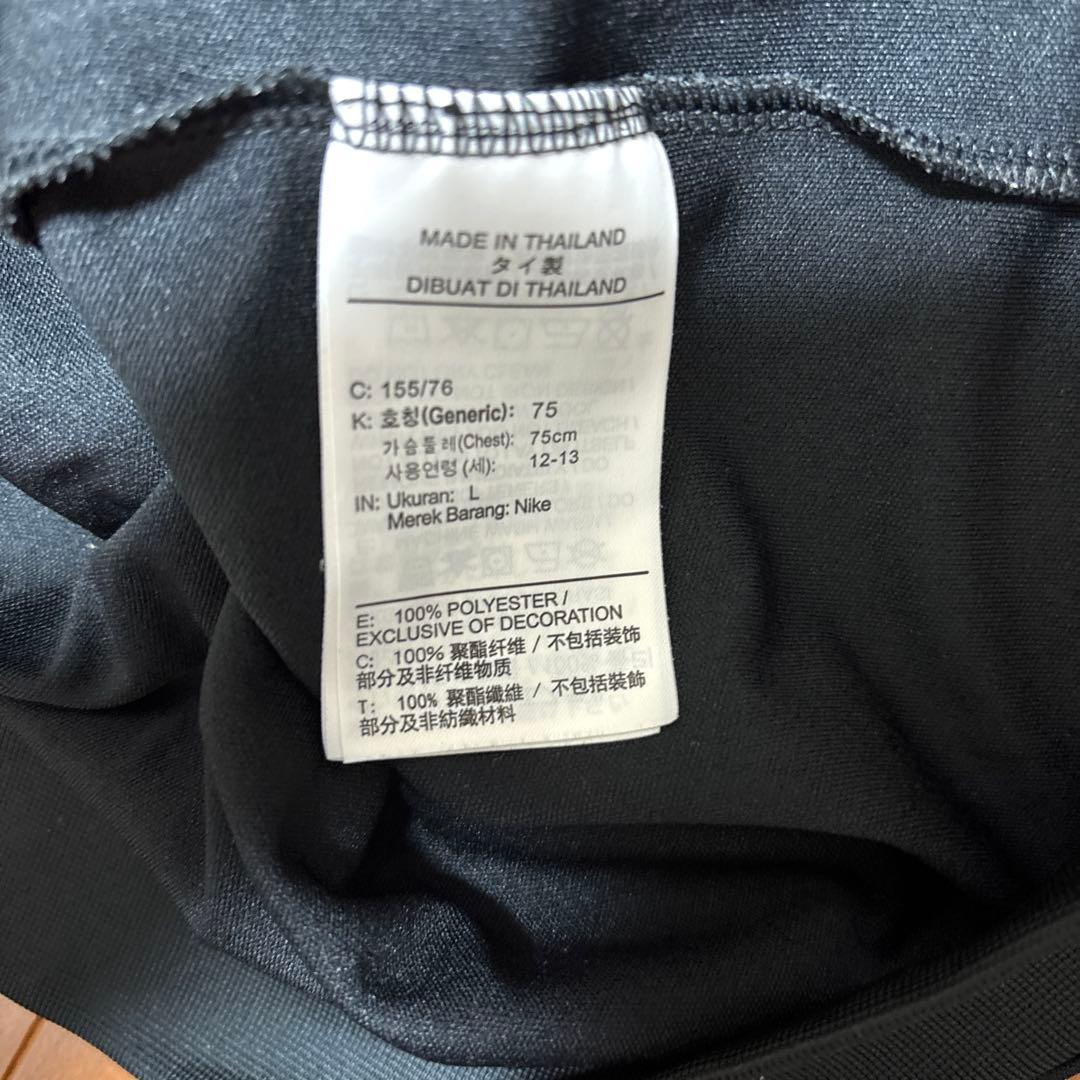 MADE IN THAILAND
タイ製
DIBUAT DI THAILAND
C: 155/76
K: 호칭(Generic): 75
가슴둘레(Chest): 75cm
사용연령(세): 12-13
IN: Ukuran: L
Merek Barang: Nike
E: 100% POLYESTER /
EXCLUSIVE OF DECORATION
C: 100% 聚酯纤维 / 不包括装饰
部分及非纤维物质
T: 100% 聚酯纖維 / 不包括裝飾
部分及非紡織材料